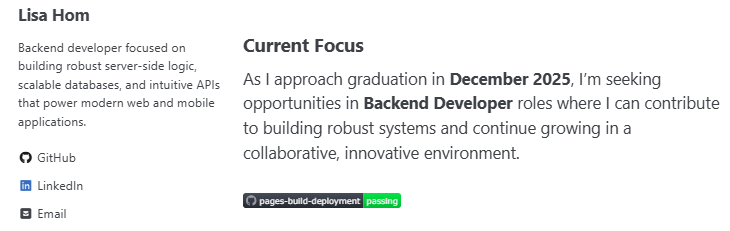 Lisa Hom
Backend developer focused on
building robust server-side logic,
scalable databases, and intuitive APIs
that power modern web and mobile
applications.
GitHub
LinkedIn
Email
Current Focus
As I approach graduation in December 2025, I'm seeking
opportunities in Backend Developer roles where I can contribute
to building robust systems and continue growing in a
collaborative, innovative environment.
pages-build-deployment passing